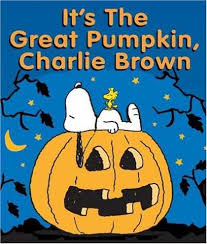 It's The
Great Pumpkin,
Charlie Brown